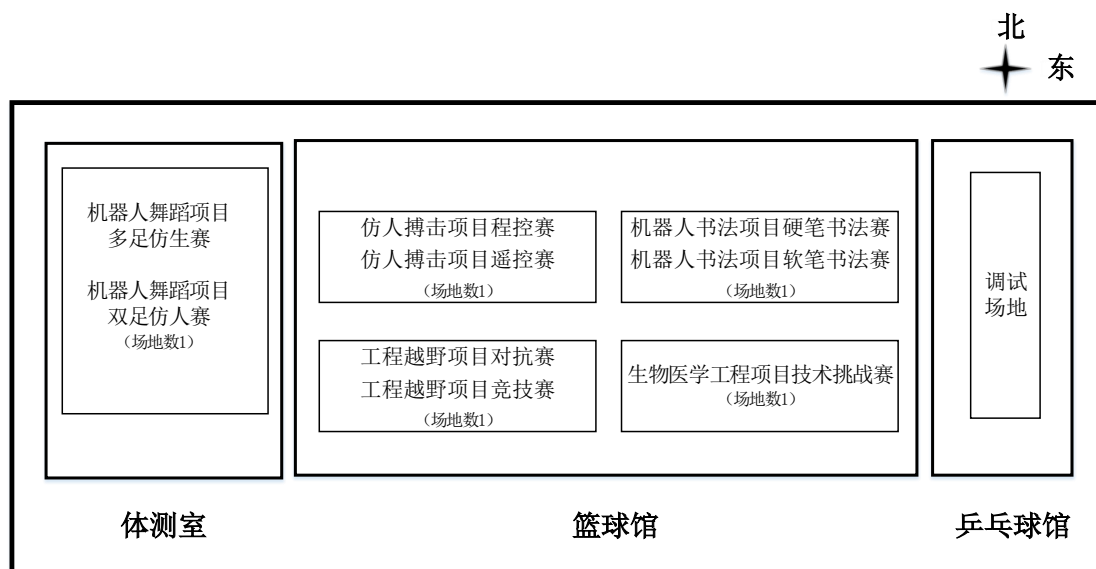 北
东
机器人舞蹈项目
多足仿生赛
机器人舞蹈项目
双足仿人赛
（场地数1）
仿人搏击项目程控赛
仿人搏击项目遥控赛
（场地数1）
机器人书法项目硬笔书法赛
机器人书法项目软笔书法赛
（场地数1）
工程越野项目对抗赛
工程越野项目竞技赛
（场地数1）
生物医学工程项目技术挑战赛
（场地数1）
调试
场地
体测室
篮球馆
乒乓球馆